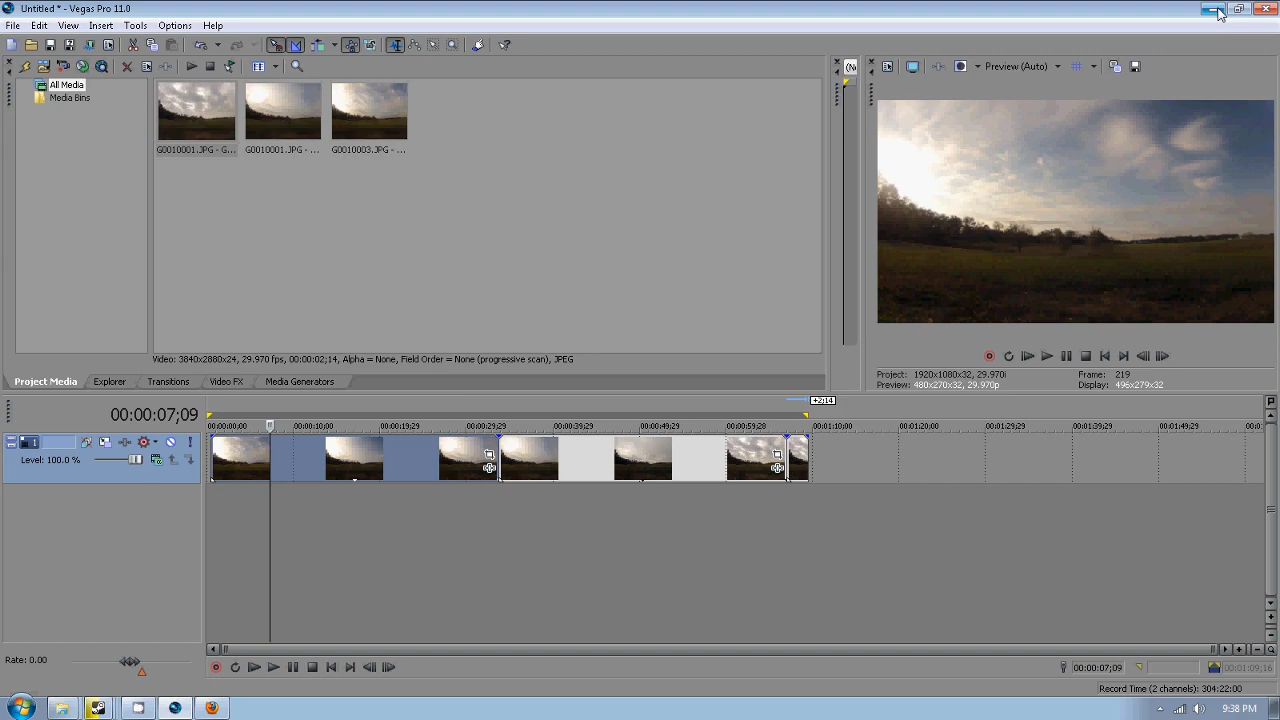 Untitled * - Vegas Pro 11.0
File Edit View Insert Tools Options Help
All Media
Media Bins
G0010001.JPG - G...
G0010001.JPG - ...
G0010003.JPG - ...
Video: 3840x2880x24, 29.970 fps, 00:00:02;14, Alpha = None, Field Order = None (progressive scan), JPEG
Project Media Explorer Transitions Video FX Media Generators
(N
Preview (Auto)
Project: 1920x1080x32, 29.970i
Preview: 480x270x32, 29.970p
Frame: 219
Display: 496x279x32
+2;14
00:00:07;09
00:00:00:00 00:00:10;00 00:00:19;29 00:00:29;29 00:00:39;29 00:00:49;29 00:00:59;28 00:01:10;00 00:01:20;00 00:01:29;29 00:01:39;29 00:01:49;29
1
Level: 100.0 %
Rate: 0.00
00:00:07;09
00:01:09;16
Record Time (2 channels): 304:22:00
9:38 PM